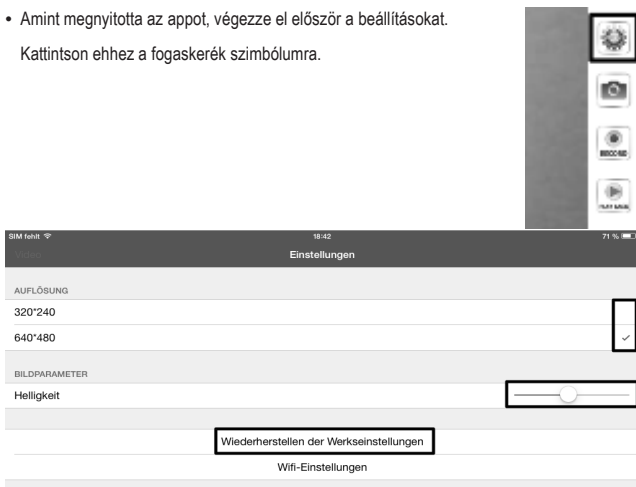 • Amint megnyitotta az appot, végezze el először a beállításokat.
Kattintson ehhez a fogaskerék szimbólumra.
RECORD
SIM fehlt
18:42
71 %
Video
Einstellungen
AUFLÖSUNG
320*240
640*480
BILDPARAMETER
Helligkeit
Wiederherstellen der Werkseinstellungen
Wifi-Einstellungen